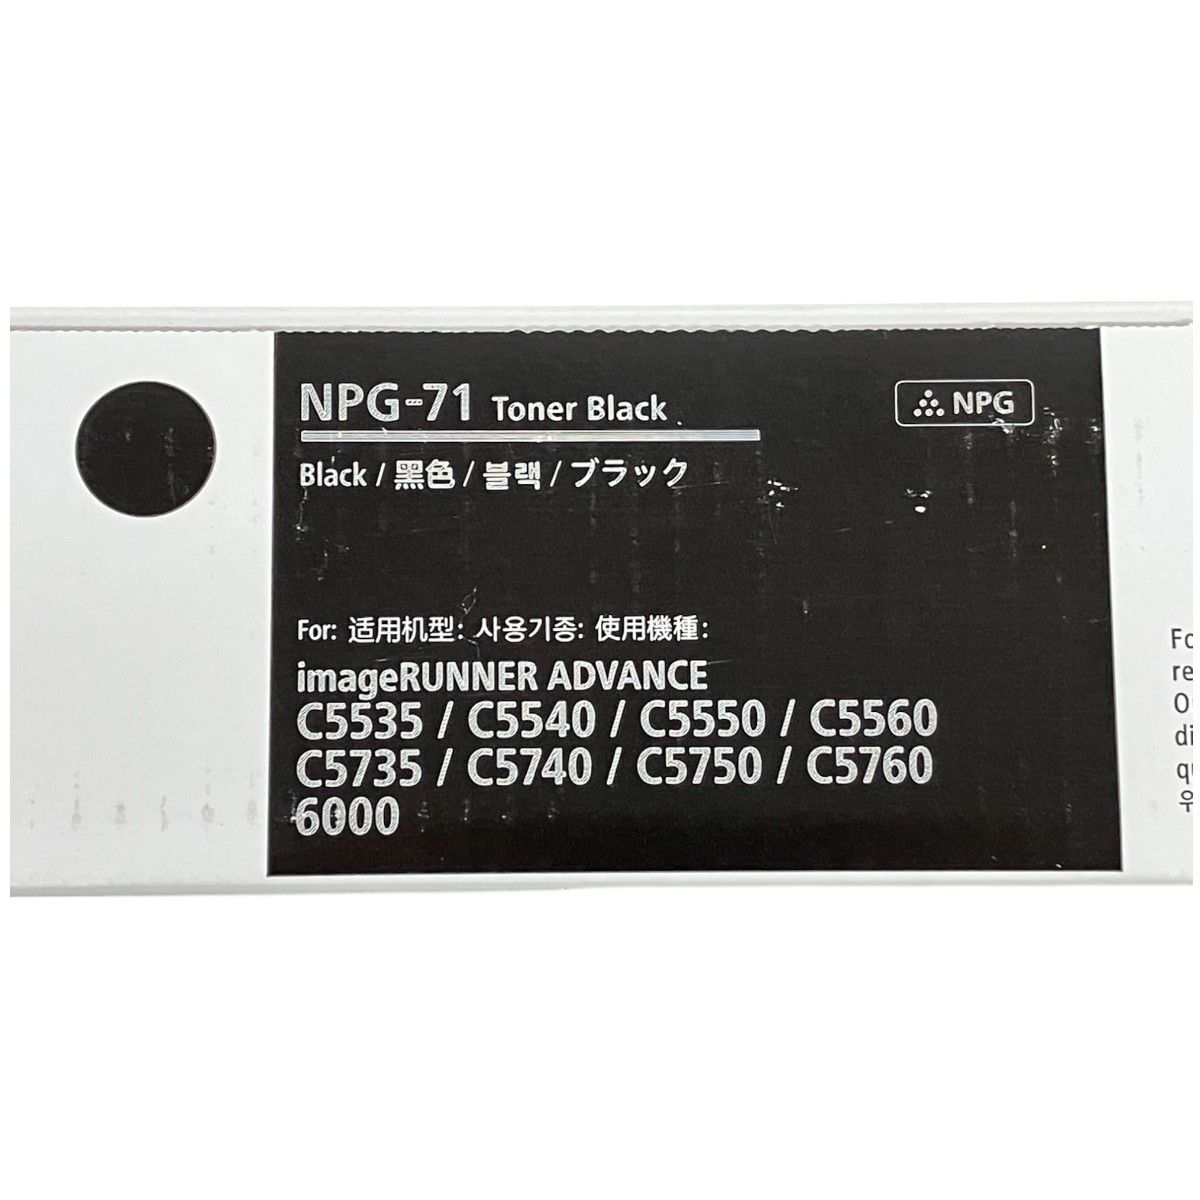 NPG-71 Toner Black
NPG
Black / 黑色 / 블랙 / ブラック
For: 适用机型: 사용기종: 使用機種:
imageRUNNER ADVANCE
C5535 / C5540 / C5550 / C5560
C5735 / C5740 / C5750 / C5760
6000